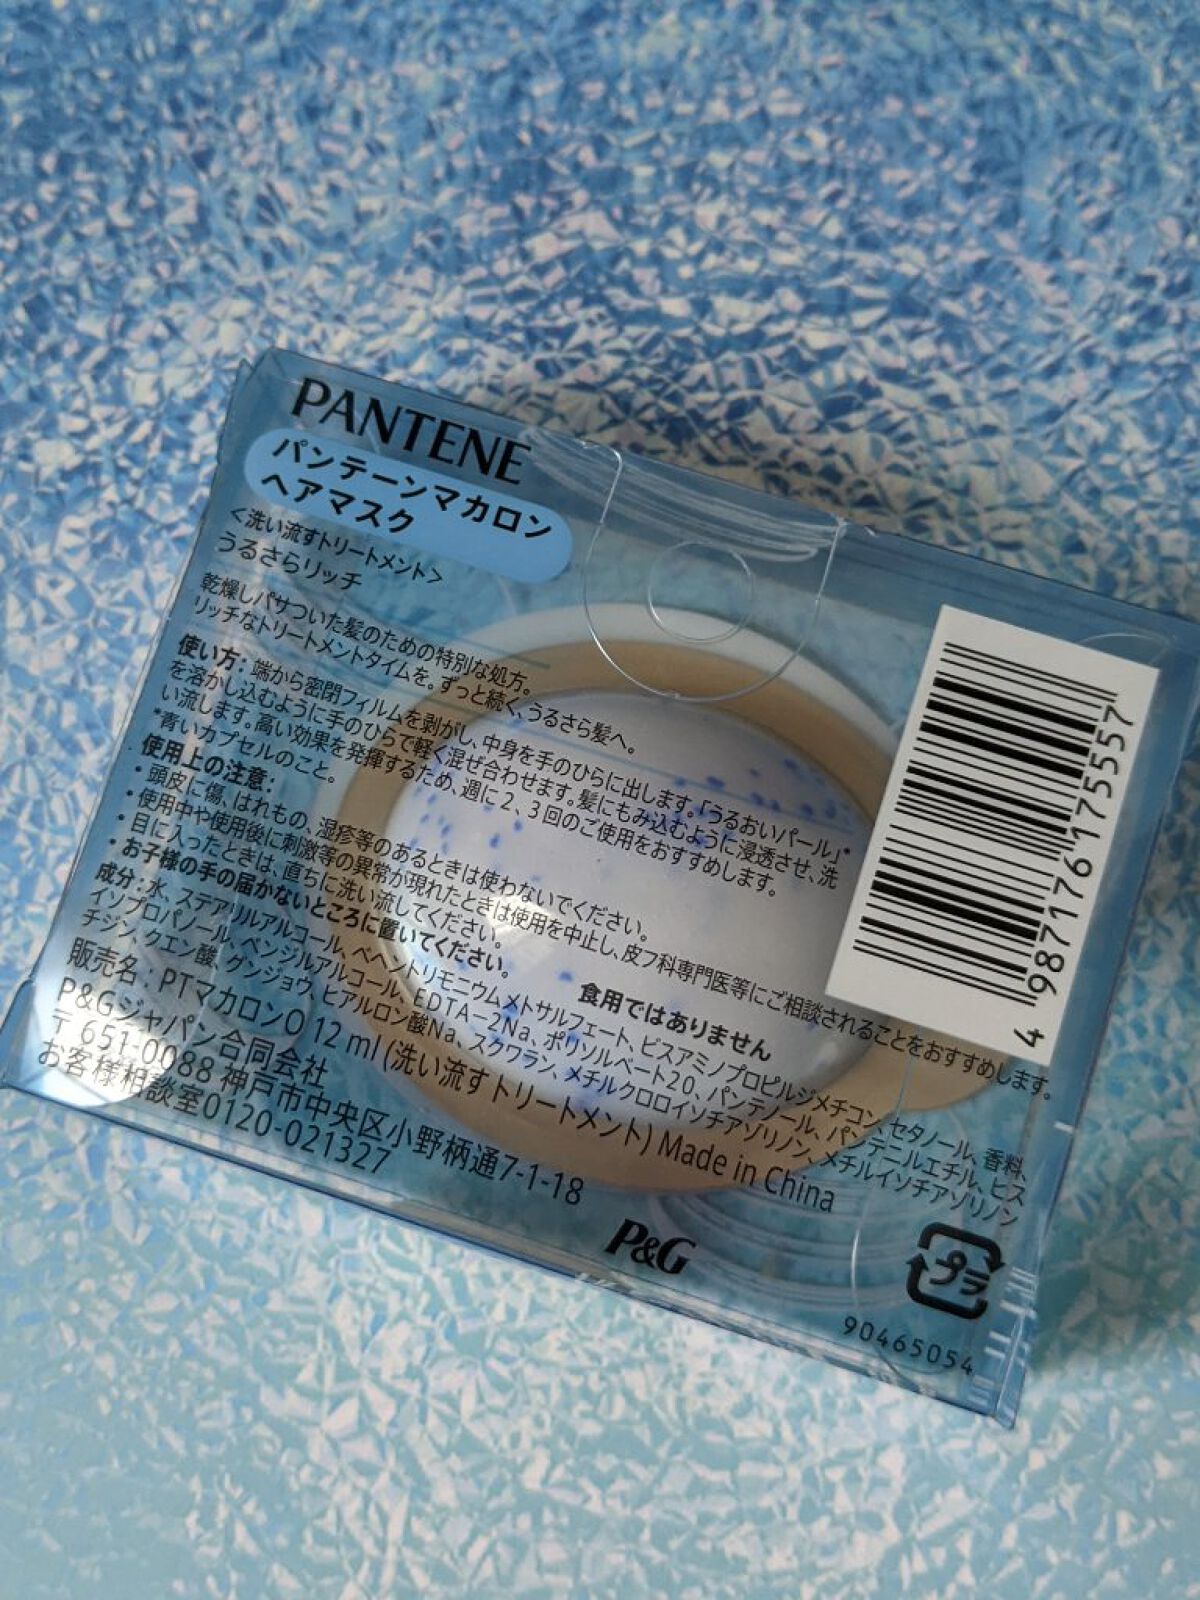 PANTENE
パンテーンマカロン
ヘアマスク
<洗い流すトリートメント>
うるさらリッチ
乾燥しパサついた髪のための特別な処方。
リッチなトリートメントタイムを。ずっと続く、うるさら髪へ。
使い方：端から密閉フィルムを剥がし、中身を手のひらに出します。「うるおいパール」*
を溶かし込むように手のひらで軽く混ぜ合わせます。髪にもみ込むように浸透させ、洗
い流します。高い効果を発揮するため、週に２、３回のご使用をおすすめします。
*青いカプセルのこと。
使用上の注意：
・頭皮に傷、はれもの、湿疹等のあるときは使わないでください。
・使用中や使用後に刺激等の異常が現れたときは使用を中止し、皮フ科専門医等にご相談されることをおすすめします。
・目に入ったときは、直ちに洗い流してください。
・お子様の手の届かないところに置いてください。 食用ではありません
成分：水、ステアリルアルコール、ベヘントリモニウムメトサルフェート、ビスアミノプロピルジメチコン、セタノール、香料、
イソプロパノール、ベンジルアルコール、EDTA−2Na、ポリソルベート20、パンテノール、パンテニルエチル、ヒス
チジン、クエン酸、グンジョウ、ヒアルロン酸Na、スクワラン、メチルクロロイソチアゾリノン、メチルイソチアゾリノン
販売名：PTマカロンO 12 ml (洗い流すトリートメント) Made in China
P&Gジャパン合同会社
〒651-0088 神戸市中央区小野柄通7-1-18
お客様相談室0120-021327
P&G
プラ
90465054
4 987176 175557